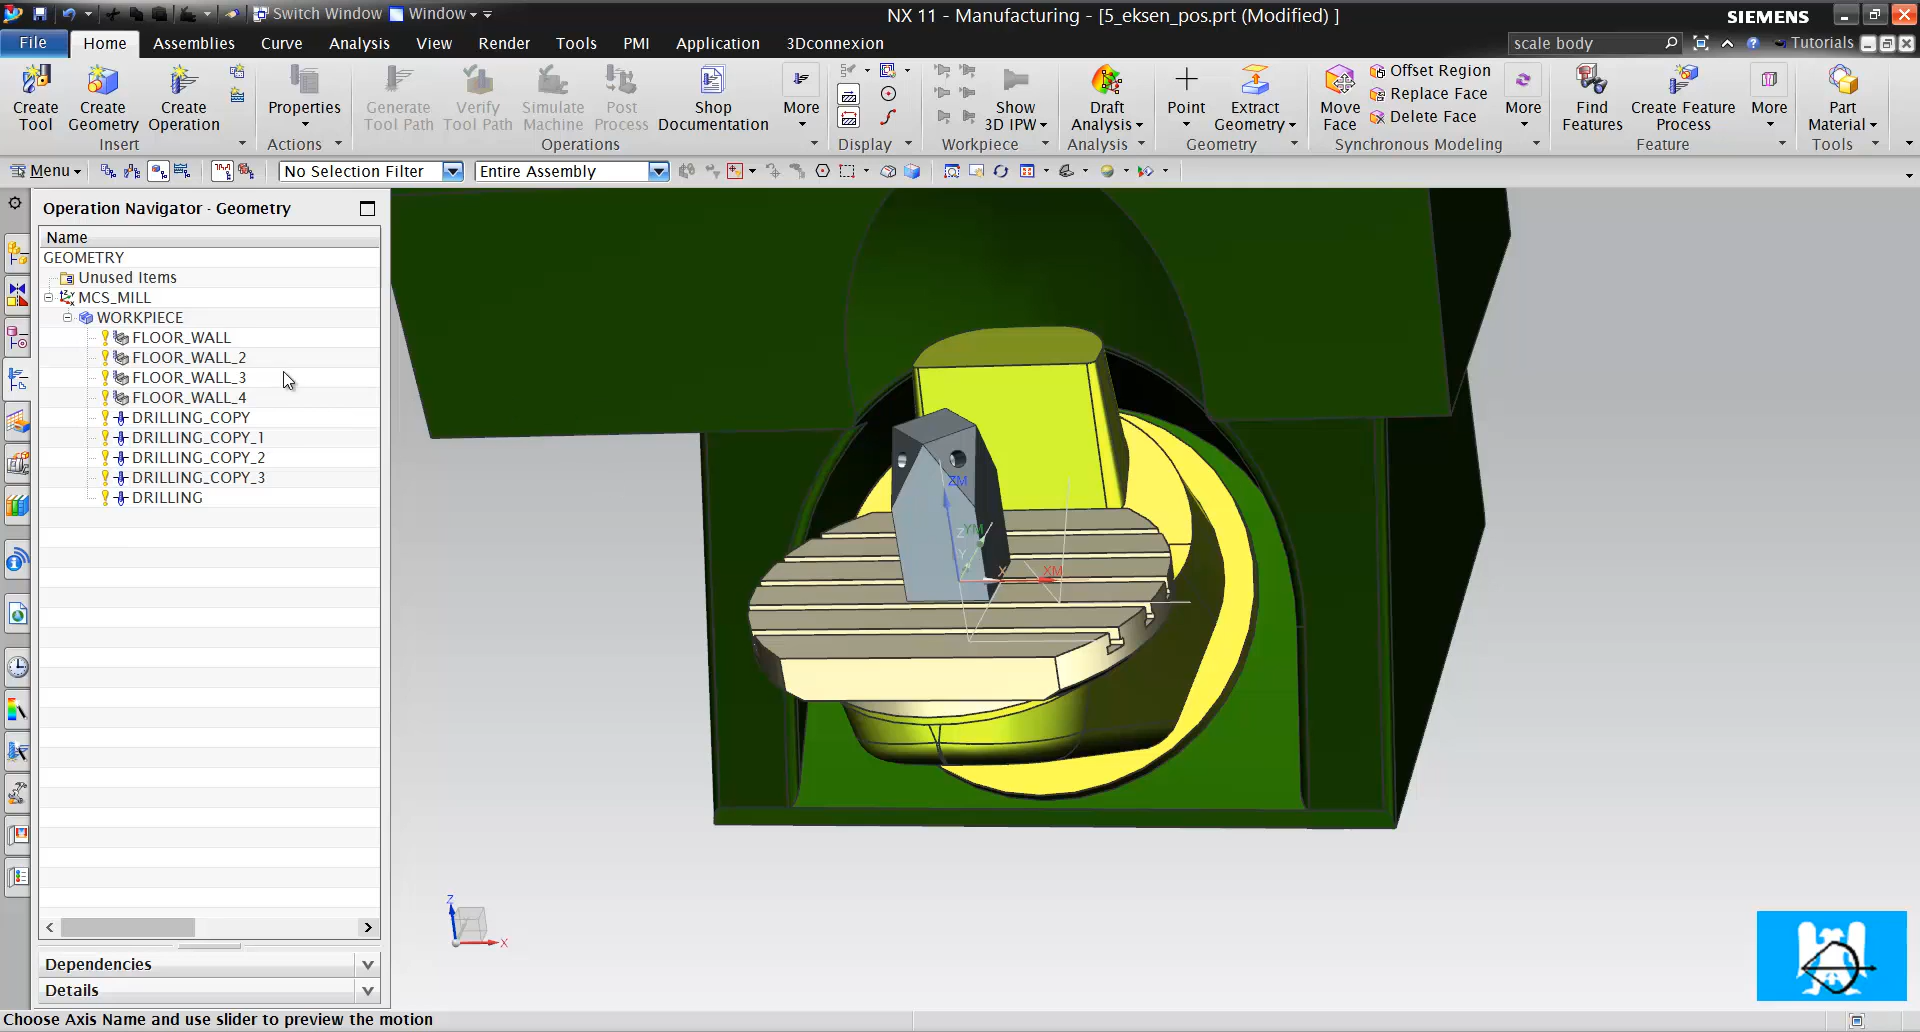 Switch Window Window NX 11 - Manufacturing - [5_eksen_pos.prt (Modified) ] SIEMENS
File Home Assemblies Curve Analysis View Render Tools PMI Application 3Dconnexion scale body Tutorials
Create Tool
Create Geometry
Create Operation
Insert
Properties
Actions
Generate Tool Path
Verify Tool Path
Simulate Machine
Post Process
Shop Documentation
More
Operations
Display
Show 3D IPW
Workpiece
Draft Analysis
Analysis
Point
Extract Geometry
Geometry
Move Face
Offset Region
Replace Face
Delete Face
More
Synchronous Modeling
Find Features
Create Feature Process
More
Feature
Part Material
Tools
Menu No Selection Filter Entire Assembly
Operation Navigator - Geometry
Name
GEOMETRY
Unused Items
MCS_MILL
WORKPIECE
FLOOR_WALL
FLOOR_WALL_2
FLOOR_WALL_3
FLOOR_WALL_4
DRILLING_COPY
DRILLING_COPY_1
DRILLING_COPY_2
DRILLING_COPY_3
DRILLING
Dependencies
Details
ZM
YM
Z
Y
X
XM
Z
X
Choose Axis Name and use slider to preview the motion